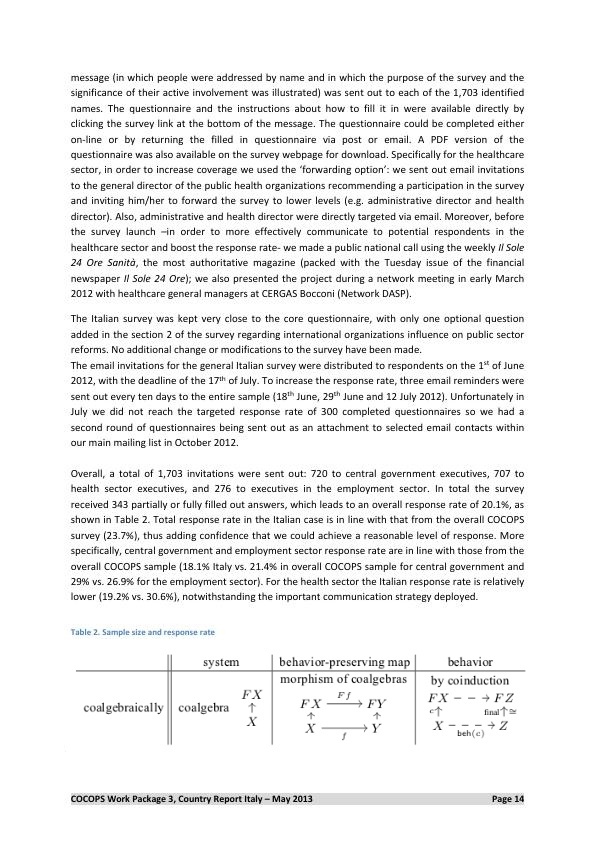 message (in which people were addressed by name and in which the purpose of the survey and the
significance of their active involvement was illustrated) was sent out to each of the 1,703 identified
names. The questionnaire and the instructions about how to fill it in were available directly by
clicking the survey link at the bottom of the message. The questionnaire could be completed either
on-line or by returning the filled in questionnaire via post or email. A PDF version of the
questionnaire was also available on the survey webpage for download. Specifically for the healthcare
sector, in order to increase coverage we used the ‘forwarding option’: we sent out email invitations
to the general director of the public health organizations recommending a participation in the survey
and inviting him/her to forward the survey to lower levels (e.g. administrative director and health
director). Also, administrative and health director were directly targeted via email. Moreover, before
the survey launch –in order to more effectively communicate to potential respondents in the
healthcare sector and boost the response rate- we made a public national call using the weekly Il Sole
24 Ore Sanità, the most authoritative magazine (packed with the Tuesday issue of the financial
newspaper Il Sole 24 Ore); we also presented the project during a network meeting in early March
2012 with healthcare general managers at CERGAS Bocconi (Network DASP).
The Italian survey was kept very close to the core questionnaire, with only one optional question
added in the section 2 of the survey regarding international organizations influence on public sector
reforms. No additional change or modifications to the survey have been made.
The email invitations for the general Italian survey were distributed to respondents on the 1st of June
2012, with the deadline of the 17th of July. To increase the response rate, three email reminders were
sent out every ten days to the entire sample (18th June, 29th June and 12 July 2012). Unfortunately in
July we did not reach the targeted response rate of 300 completed questionnaires so we had a
second round of questionnaires being sent out as an attachment to selected email contacts within
our main mailing list in October 2012.
Overall, a total of 1,703 invitations were sent out: 720 to central government executives, 707 to
health sector executives, and 276 to executives in the employment sector. In total the survey
received 343 partially or fully filled out answers, which leads to an overall response rate of 20.1%, as
shown in Table 2. Total response rate in the Italian case is in line with that from the overall COCOPS
survey (23.7%), thus adding confidence that we could achieve a reasonable level of response. More
specifically, central government and employment sector response rate are in line with those from the
overall COCOPS sample (18.1% Italy vs. 21.4% in overall COCOPS sample for central government and
29% vs. 26.9% for the employment sector). For the health sector the Italian response rate is relatively
lower (19.2% vs. 30.6%), notwithstanding the important communication strategy deployed.
Table 2. Sample size and response rate
system behavior-preserving map behavior
morphism of coalgebras by coinduction
FX Ff FY FX FZ
coalgebraically coalgebra FX ↑ X
↑ ↑ c↑ final↑≅
X → Y X - - → Z
f beh(c)
COCOPS Work Package 3, Country Report Italy – May 2013 Page 14